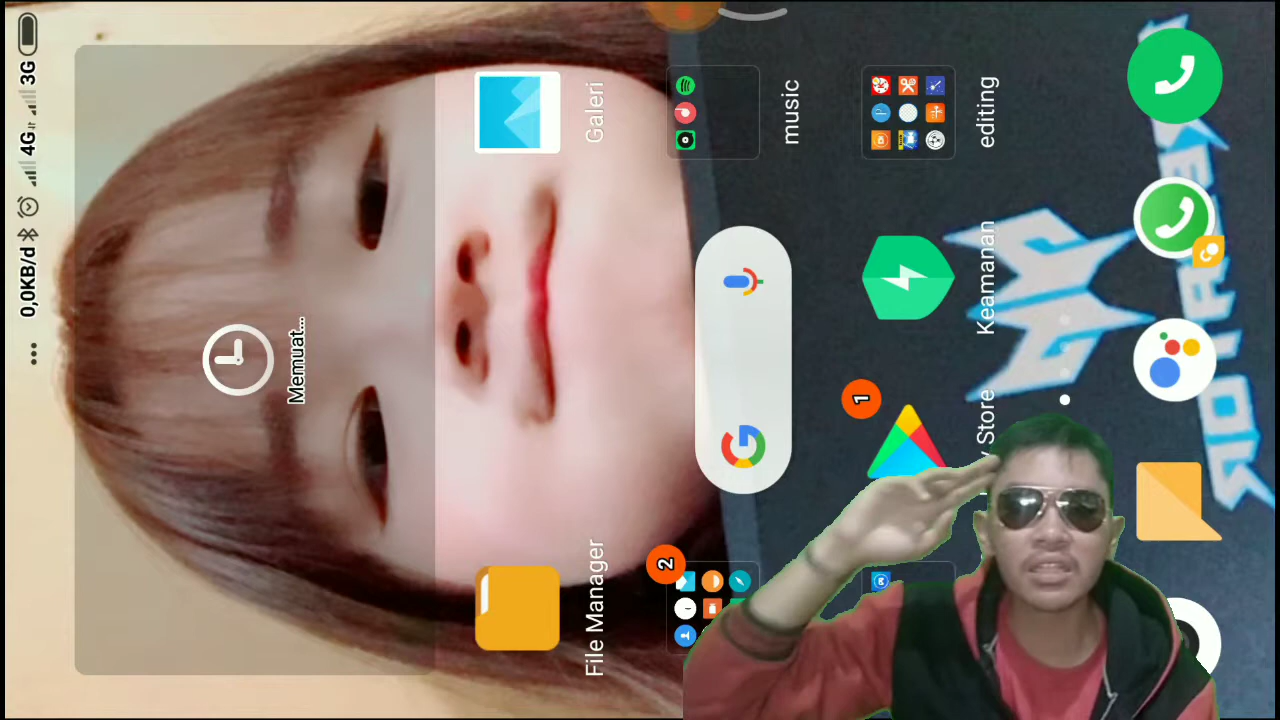 0,0KB/d 4G 3G
Memuat...
Galeri
File Manager
music
editing
Keamanan
Store
1
2